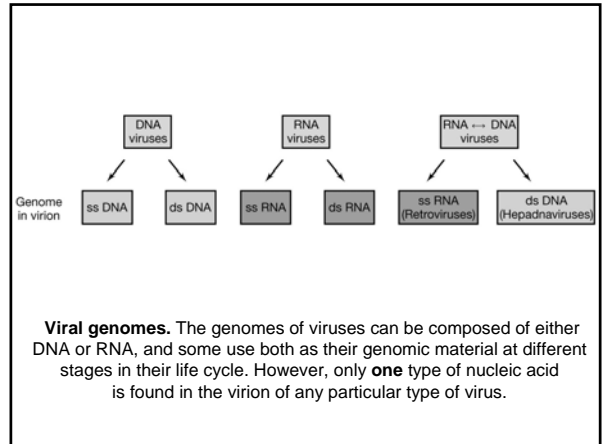 DNA
viruses
RNA
viruses
RNA ↔ DNA
viruses
Genome
in virion
ss DNA
ds DNA
ss RNA
ds RNA
ss RNA
(Retroviruses)
ds DNA
(Hepadnaviruses)
Viral genomes. The genomes of viruses can be composed of either
DNA or RNA, and some use both as their genomic material at different
stages in their life cycle. However, only one type of nucleic acid
is found in the virion of any particular type of virus.